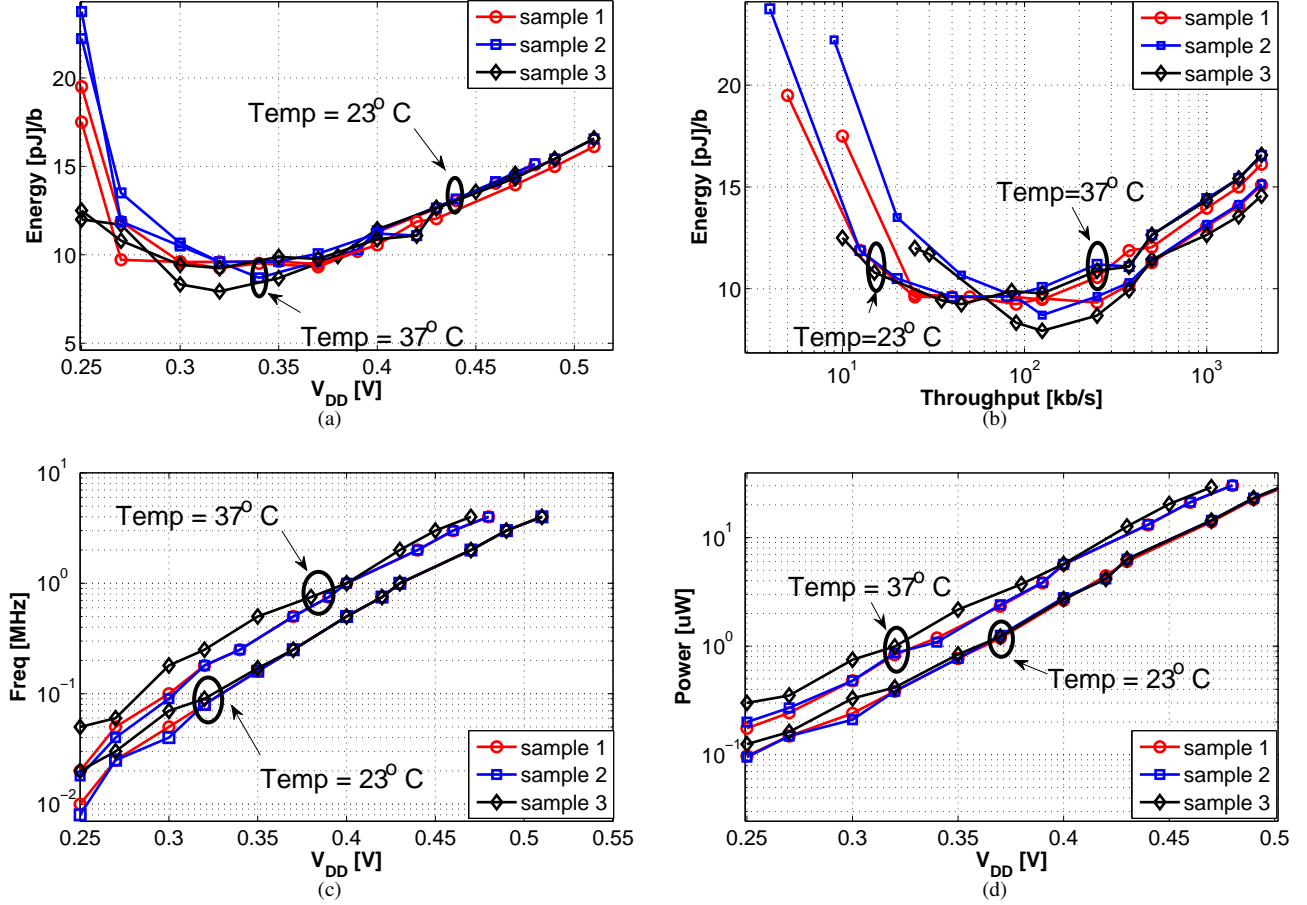 sample 1
sample 2
sample 3
Temp = 23° C
Temp = 37° C
Energy [pJ]/b
20
15
10
5
0.25 0.3 0.35 0.4 0.45 0.5
V_DD [V]
(a)
sample 1
sample 2
sample 3
Temp=37° C
Temp=23° C
Energy [pJ]/b
20
15
10
10^1 10^2 10^3
Throughput [kb/s]
(b)
10^1
10^0
10^-1
10^-2
Freq [MHz]
Temp = 37° C
Temp = 23° C
sample 1
sample 2
sample 3
0.25 0.3 0.35 0.4 0.45 0.5 0.55
V_DD [V]
(c)
10^1
10^0
10^-1
Power [uW]
Temp = 37° C
Temp = 23° C
sample 1
sample 2
sample 3
0.25 0.3 0.35 0.4 0.45 0.5
V_DD [V]
(d)